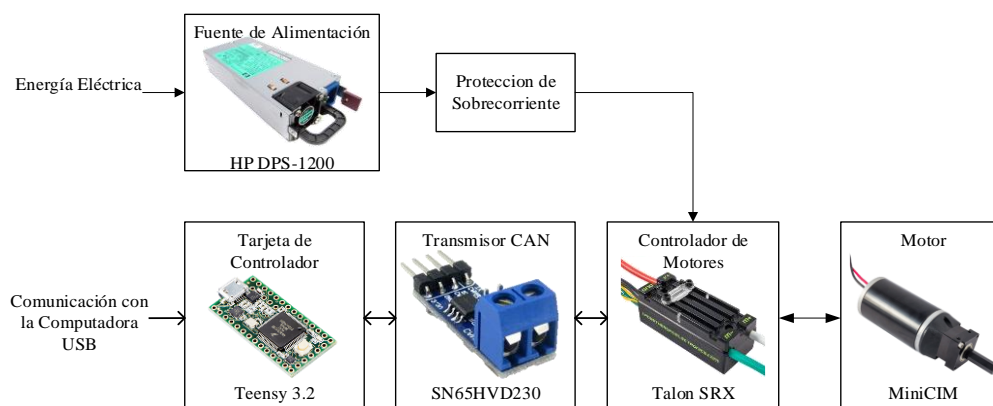 Fuente de Alimentación
Energía Eléctrica
Proteccion de
Sobrecorriente
HP DPS-1200
Tarjeta de
Controlador
Transmisor CAN
Controlador de
Motores
Motor
Comunicación con
la Computadora
USB
Teensy 3.2
SN65HVD230
Talon SRX
MiniCIM